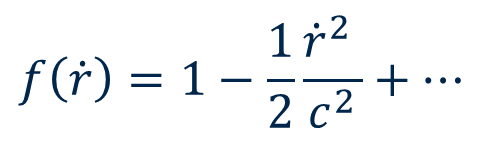 f(ṙ) = 1 − 1/2 ṙ²/c² + ⋯